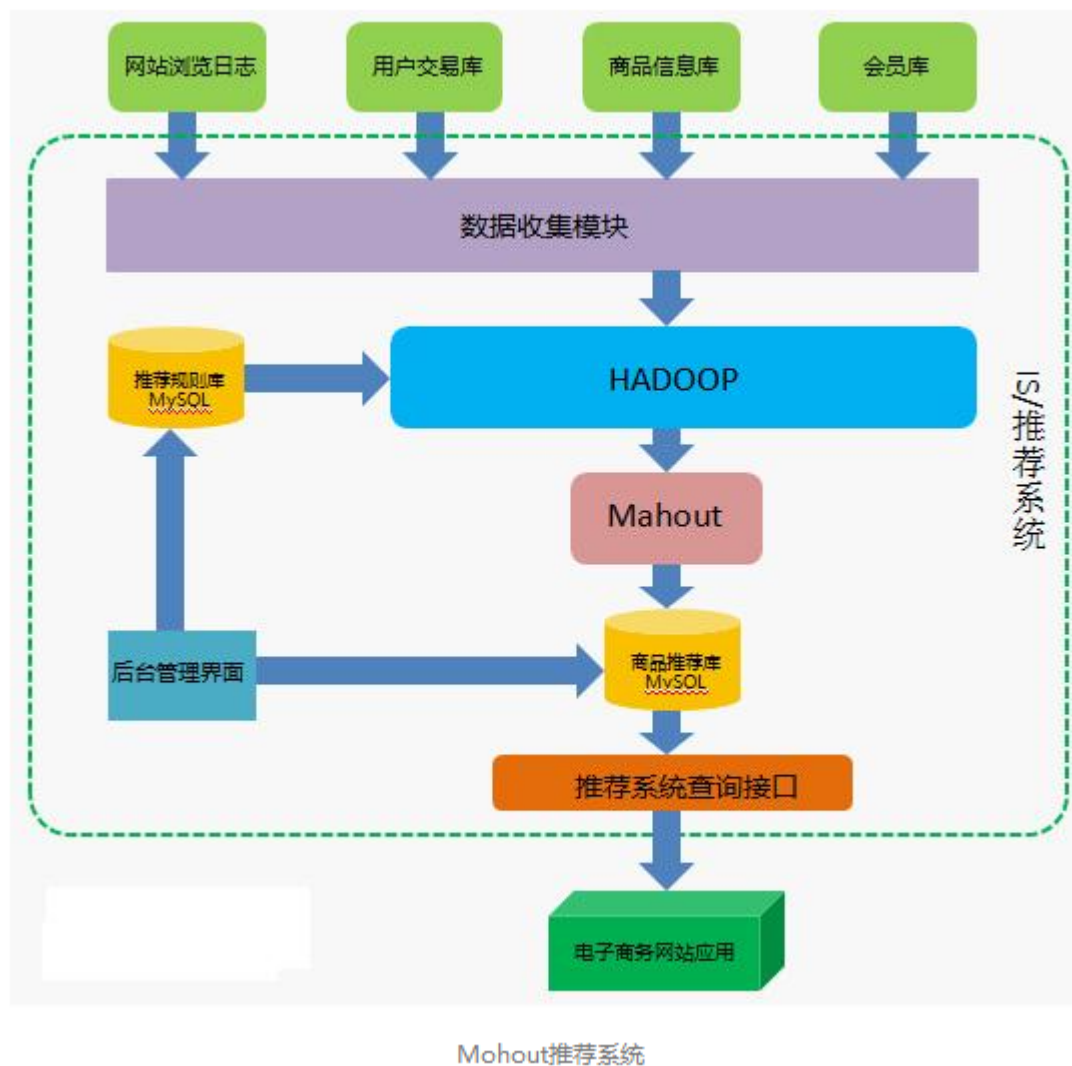 网站浏览日志
用户交易库
商品信息库
会员库
数据收集模块
推荐规则库
MySQL
HADOOP
IS/推荐系统
Mahout
后台管理界面
商品推荐库
MySQL
推荐系统查询接口
电子商务网站应用
Mohout推荐系统